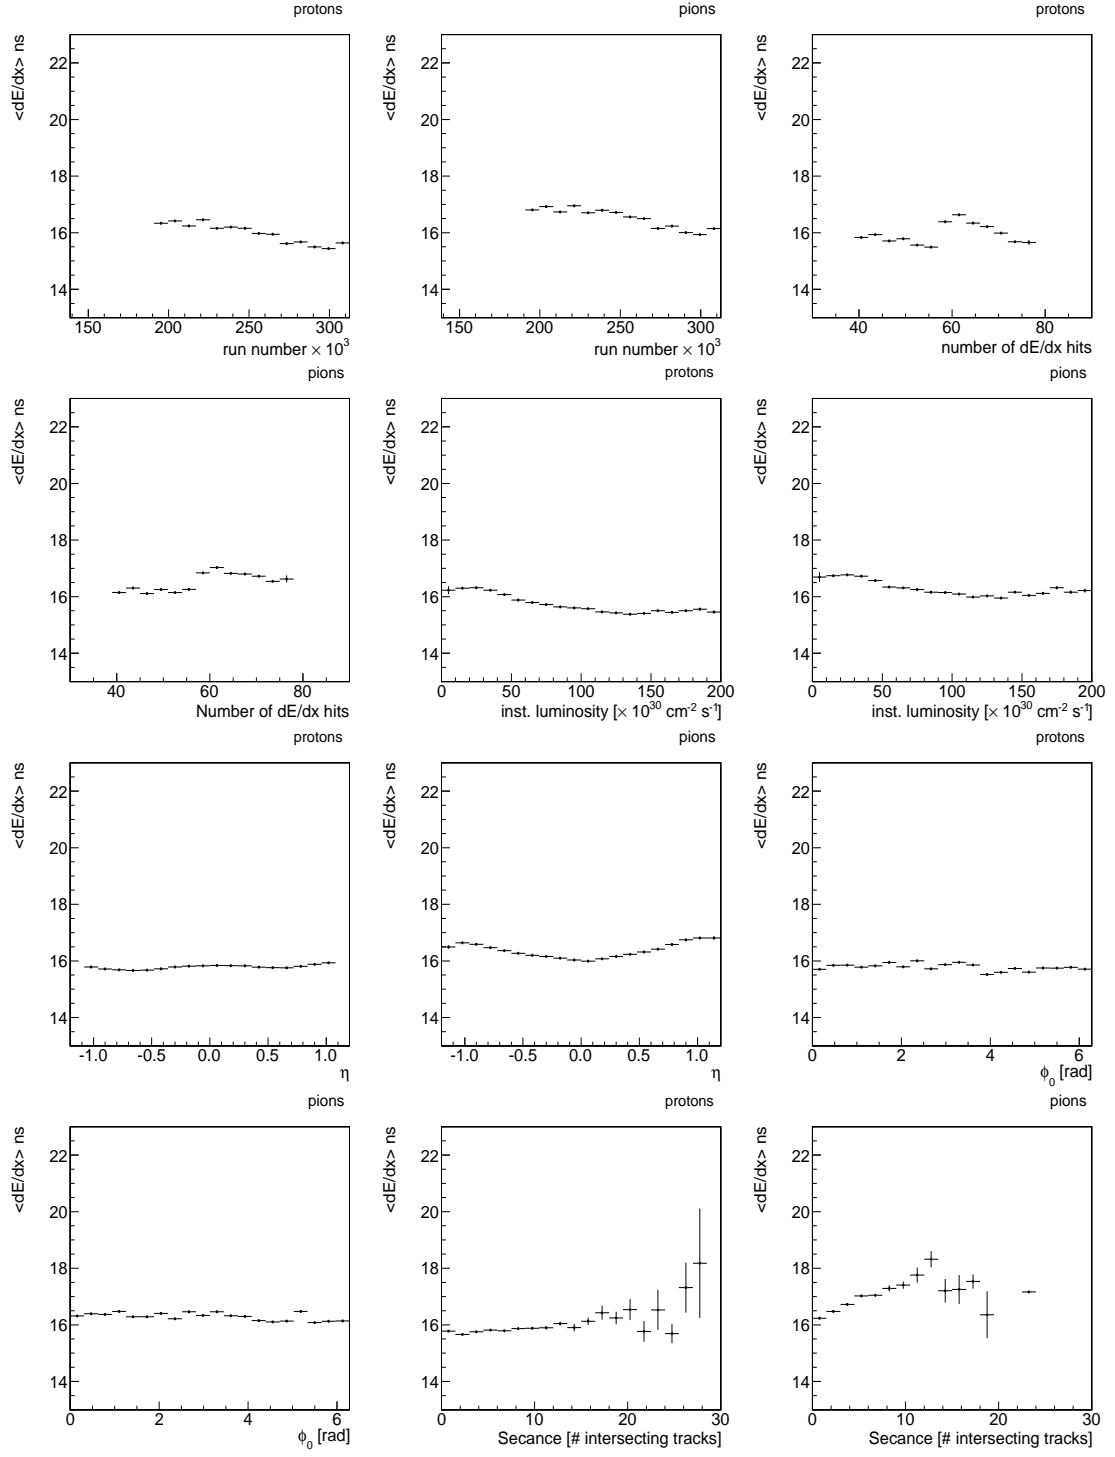 protons
pions
protons
<dE/dx> ns
<dE/dx> ns
<dE/dx> ns
22
20
18
16
14
22
20
18
16
14
22
20
18
16
14
150 200 250 300
150 200 250 300
40 60 80
run number × 10³
run number × 10³
number of dE/dx hits
pions
protons
pions
<dE/dx> ns
<dE/dx> ns
<dE/dx> ns
22
20
18
16
14
22
20
18
16
14
22
20
18
16
14
40 60 80
0 50 100 150 200
0 50 100 150 200
Number of dE/dx hits
inst. luminosity [× 10³⁰ cm⁻² s⁻¹]
inst. luminosity [× 10³⁰ cm⁻² s⁻¹]
protons
pions
protons
<dE/dx> ns
<dE/dx> ns
<dE/dx> ns
22
20
18
16
14
22
20
18
16
14
22
20
18
16
14
-1.0 -0.5 0.0 0.5 1.0
-1.0 -0.5 0.0 0.5 1.0
0 2 4 6
η
η
ϕ₀ [rad]
pions
protons
pions
<dE/dx> ns
<dE/dx> ns
<dE/dx> ns
22
20
18
16
14
22
20
18
16
14
22
20
18
16
14
0 2 4 6
0 10 20 30
0 10 20 30
ϕ₀ [rad]
Secance [# intersecting tracks]
Secance [# intersecting tracks]